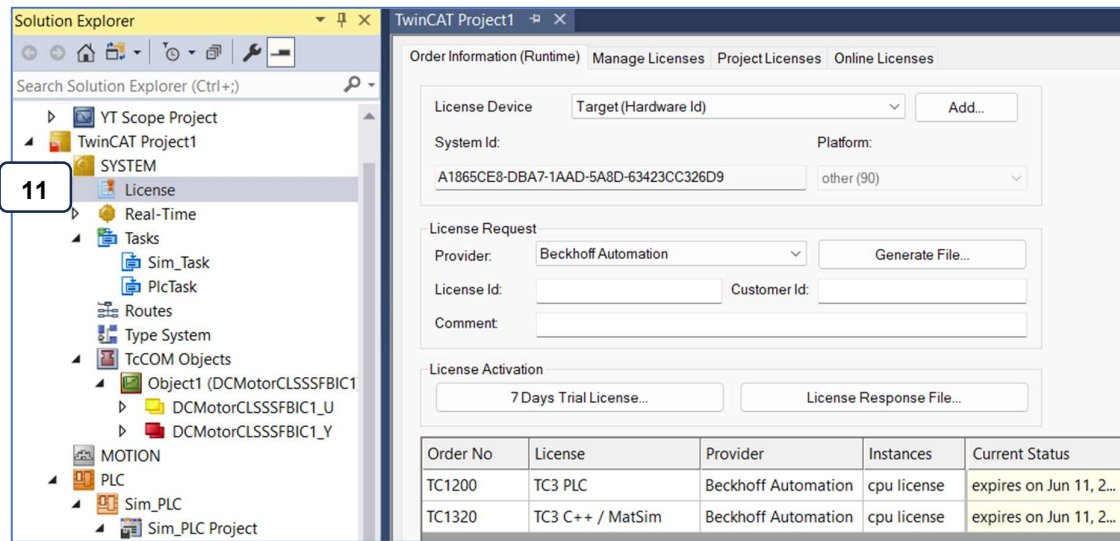 Solution Explorer
Search Solution Explorer (Ctrl+;)
YT Scope Project
TwinCAT Project1
SYSTEM
11
License
Real-Time
Tasks
Sim_Task
PlcTask
Routes
Type System
TcCOM Objects
Object1 (DCMotorCLSSSFBIC1
DCMotorCLSSSFBIC1_U
DCMotorCLSSSFBIC1_Y
MOTION
PLC
Sim_PLC
Sim_PLC Project
TwinCAT Project1
Order Information (Runtime) Manage Licenses Project Licenses Online Licenses
License Device Target (Hardware Id) Add...
System Id: Platform:
A1865CE8-DBA7-1AAD-5A8D-63423CC326D9 other (90)
License Request
Provider: Beckhoff Automation Generate File...
License Id: Customer Id:
Comment:
License Activation
7 Days Trial License... License Response File...
Order No License Provider Instances Current Status
TC1200 TC3 PLC Beckhoff Automation cpu license expires on Jun 11, 2...
TC1320 TC3 C++ / MatSim Beckhoff Automation cpu license expires on Jun 11, 2...